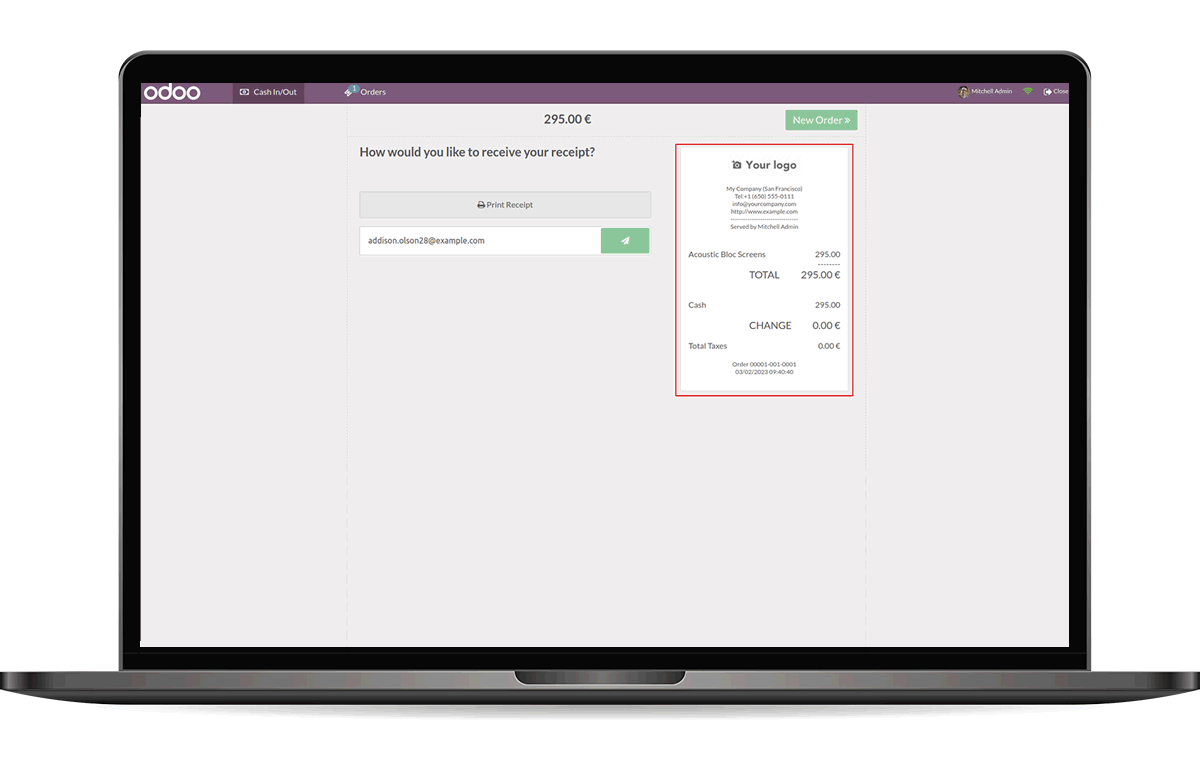 odoo
Cash In/Out
1
Orders
Mitchell Admin
Close
295.00 €
New Order »
How would you like to receive your receipt?
Print Receipt
addison.olson28@example.com
Your logo
My Company (San Francisco)
Tel:+1 (650) 555-0111
info@yourcompany.com
http://www.example.com
--------------------------------
Served by Mitchell Admin
Acoustic Bloc Screens 295.00
--------
TOTAL 295.00 €
Cash 295.00
CHANGE 0.00 €
Total Taxes 0.00 €
Order 00001-001-0001
03/02/2023 09:40:40